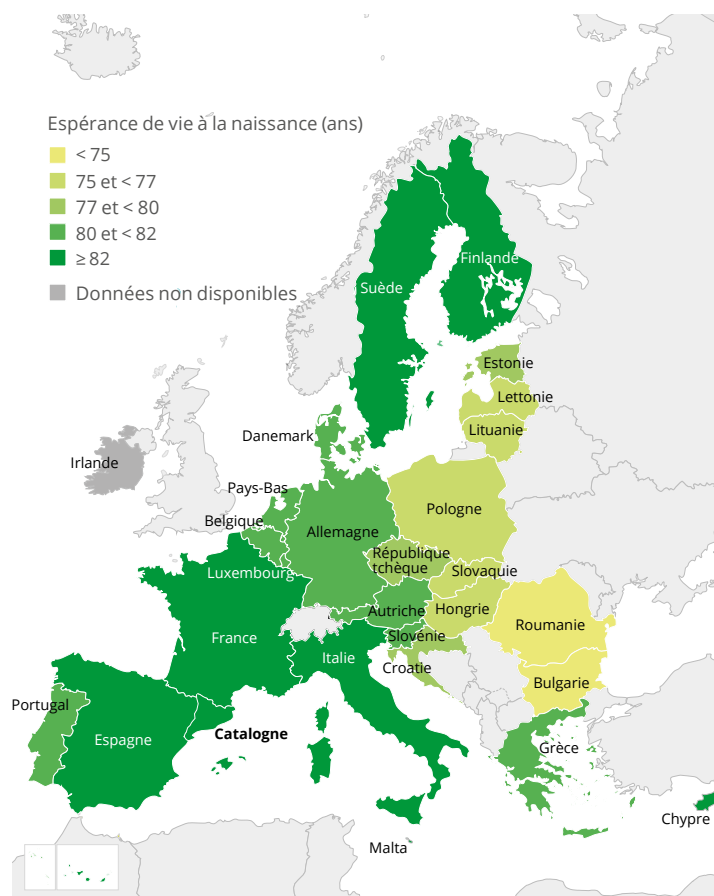 Espérance de vie à la naissance (ans)
< 75
75 et < 77
77 et < 80
80 et < 82
≥ 82
Données non disponibles
Finlande
Suède
Estonie
Lettonie
Lituanie
Danemark
Irlande
Pays-Bas
Belgique
Allemagne
Pologne
République
tchèque
Luxembourg
Slovaquie
Autriche
Hongrie
Roumanie
France
Slovénie
Italie
Croatie
Bulgarie
Portugal
Espagne
Catalogne
Grèce
Chypre
Malta